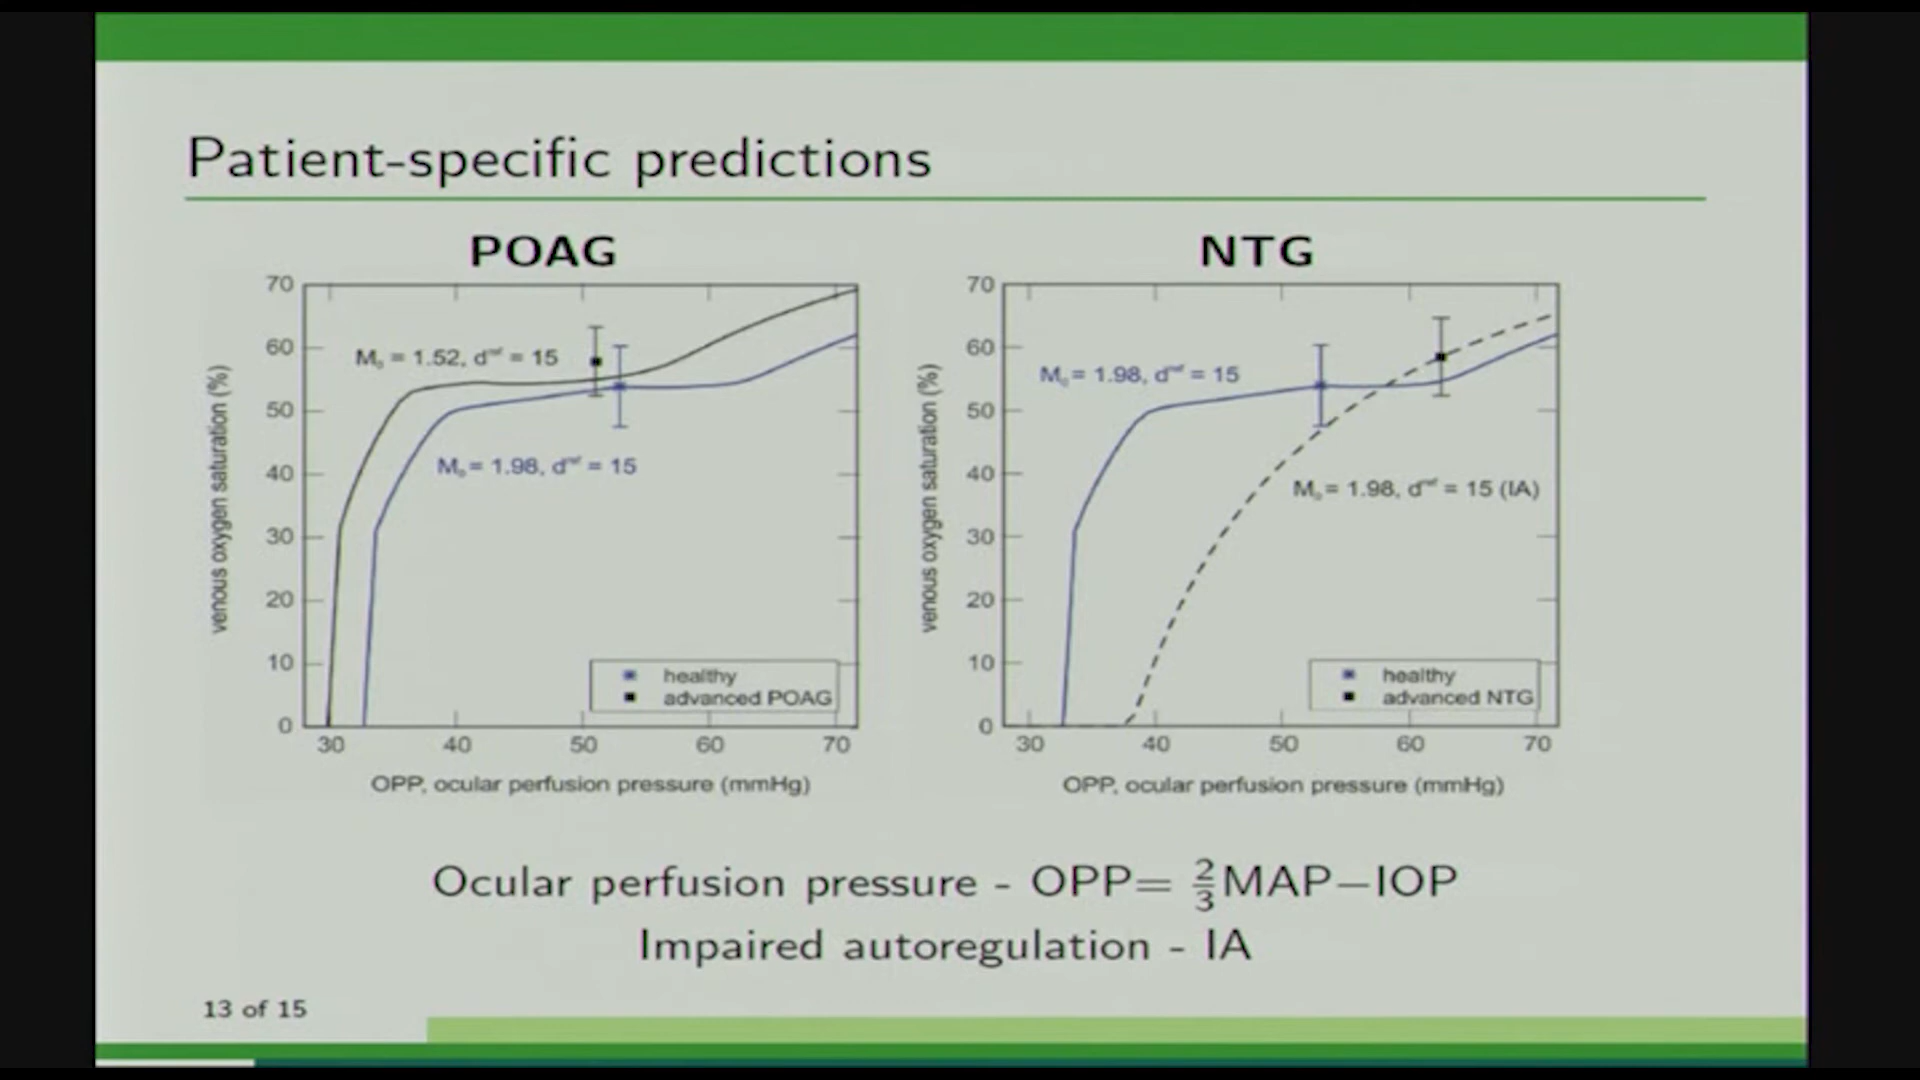 Patient-specific predictions
POAG
70
60
50
40
30
20
10
0
venous oxygen saturation (%)
M₀ = 1.52, dʳᵉᶠ = 15
M₀ = 1.98, dʳᵉᶠ = 15
healthy
advanced POAG
30 40 50 60 70
OPP, ocular perfusion pressure (mmHg)
NTG
70
60
50
40
30
20
10
0
venous oxygen saturation (%)
M₀ = 1.98, dʳᵉᶠ = 15
M₀ = 1.98, dʳᵉᶠ = 15 (IA)
healthy
advanced NTG
30 40 50 60 70
OPP, ocular perfusion pressure (mmHg)
Ocular perfusion pressure - OPP= 2/3 MAP−IOP
Impaired autoregulation - IA
13 of 15